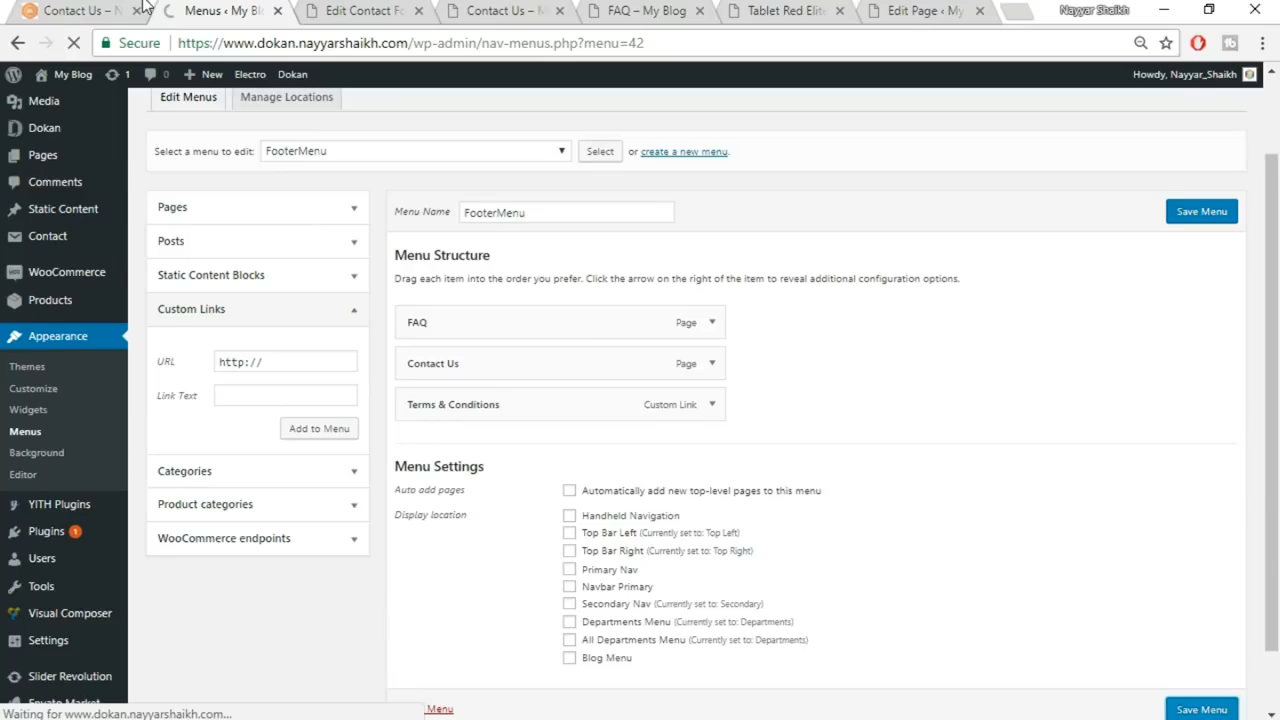 Contact Us – N
Menus ‹ My Bl
Edit Contact Fo
Contact Us – M
FAQ – My Blog
Tablet Red Elite
Edit Page ‹ My
Nayyar Shaikh
Secure
https://www.dokan.nayyarshaikh.com/wp-admin/nav-menus.php?menu=42
My Blog 1 0 New Electro Dokan
Howdy, Nayyar_Shaikh
Media
Dokan
Pages
Comments
Static Content
Contact
WooCommerce
Products
Appearance
Themes
Customize
Widgets
Menus
Background
Editor
YITH Plugins
Plugins 1
Users
Tools
Visual Composer
Settings
Slider Revolution
Envato Market
Edit Menus
Manage Locations
Select a menu to edit: FooterMenu Select or create a new menu.
Pages
Posts
Static Content Blocks
Custom Links
URL http://
Link Text
Add to Menu
Categories
Product categories
WooCommerce endpoints
Menu Name FooterMenu
Save Menu
Menu Structure
Drag each item into the order you prefer. Click the arrow on the right of the item to reveal additional configuration options.
FAQ Page
Contact Us Page
Terms & Conditions Custom Link
Menu Settings
Auto add pages Automatically add new top-level pages to this menu
Display location Handheld Navigation
Top Bar Left (Currently set to: Top Left)
Top Bar Right (Currently set to: Top Right)
Primary Nav
Navbar Primary
Secondary Nav (Currently set to: Secondary)
Departments Menu (Currently set to: Departments)
All Departments Menu (Currently set to: Departments)
Blog Menu
Menu
Save Menu
Waiting for www.dokan.nayyarshaikh.com...